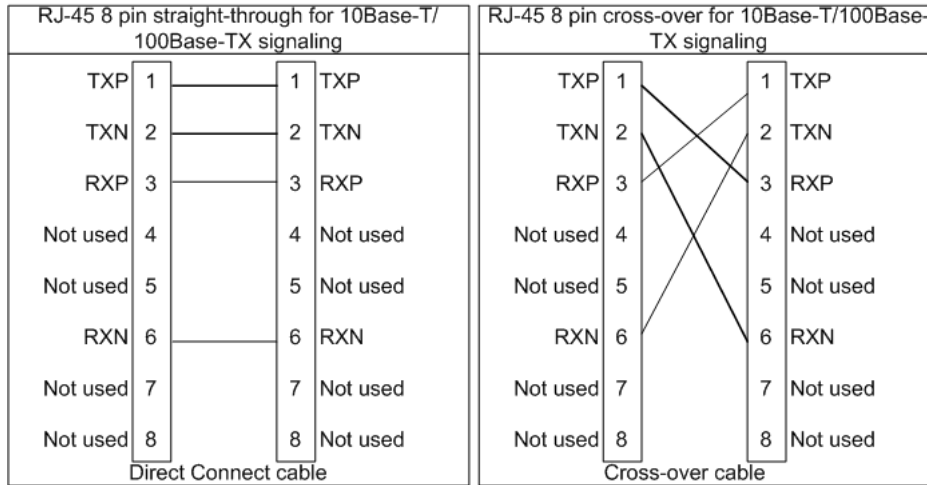 RJ-45 8 pin straight-through for 10Base-T/
100Base-TX signaling
TXP 1 1 TXP
TXN 2 2 TXN
RXP 3 3 RXP
Not used 4 4 Not used
Not used 5 5 Not used
RXN 6 6 RXN
Not used 7 7 Not used
Not used 8 8 Not used
Direct Connect cable
RJ-45 8 pin cross-over for 10Base-T/100Base-
TX signaling
TXP 1 1 TXP
TXN 2 2 TXN
RXP 3 3 RXP
Not used 4 4 Not used
Not used 5 5 Not used
RXN 6 6 RXN
Not used 7 7 Not used
Not used 8 8 Not used
Cross-over cable